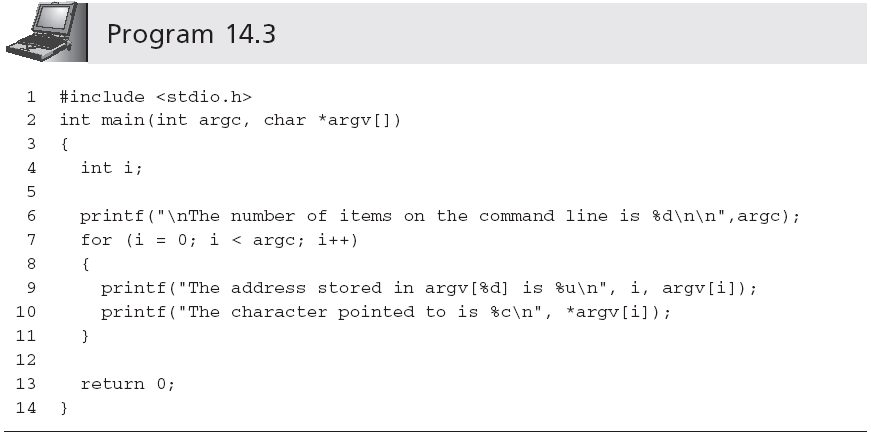 Program 14.3
1 #include <stdio.h>
2 int main(int argc, char *argv[])
3 {
4   int i;
5
6   printf("\nThe number of items on the command line is %d\n\n",argc);
7   for (i = 0; i < argc; i++)
8   {
9     printf("The address stored in argv[%d] is %u\n", i, argv[i]);
10     printf("The character pointed to is %c\n", *argv[i]);
11   }
12
13   return 0;
14 }